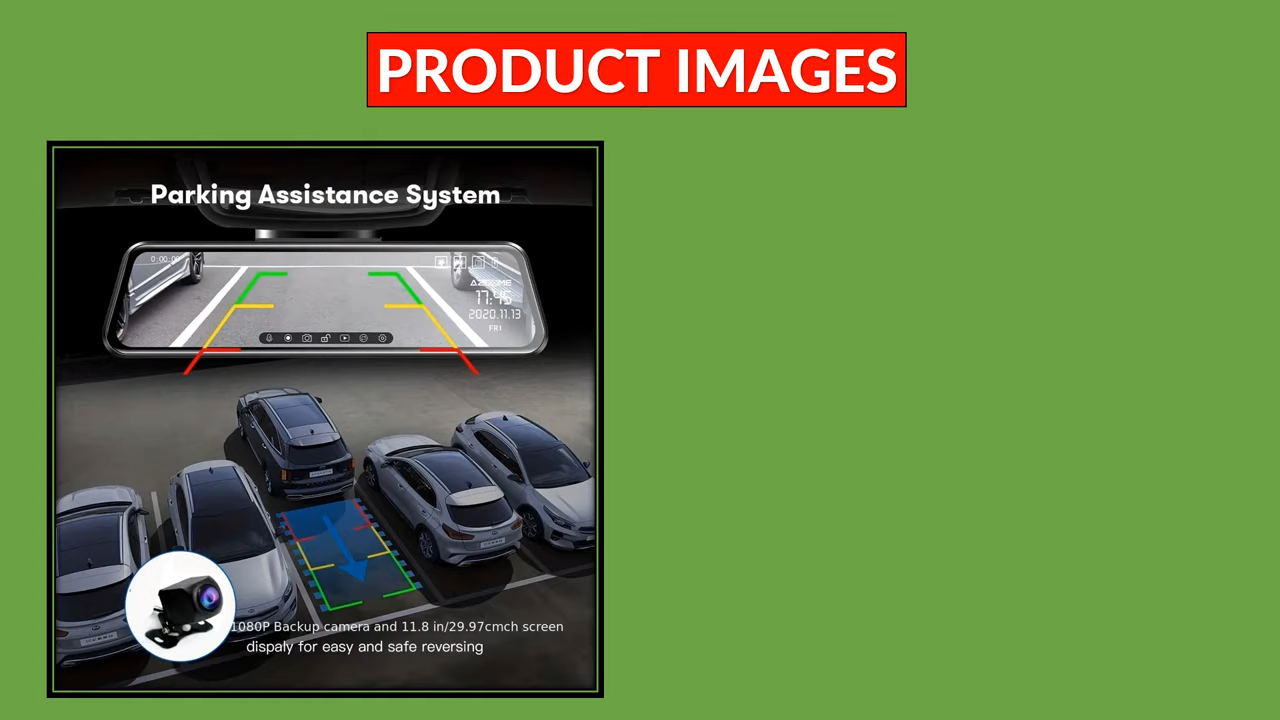 PRODUCT IMAGES
Parking Assistance System
0:00:00
AZDOME
17:45
2020.11.13
FRI
1080P Backup camera and 11.8 in/29.97cmch screen
dispaly for easy and safe reversing